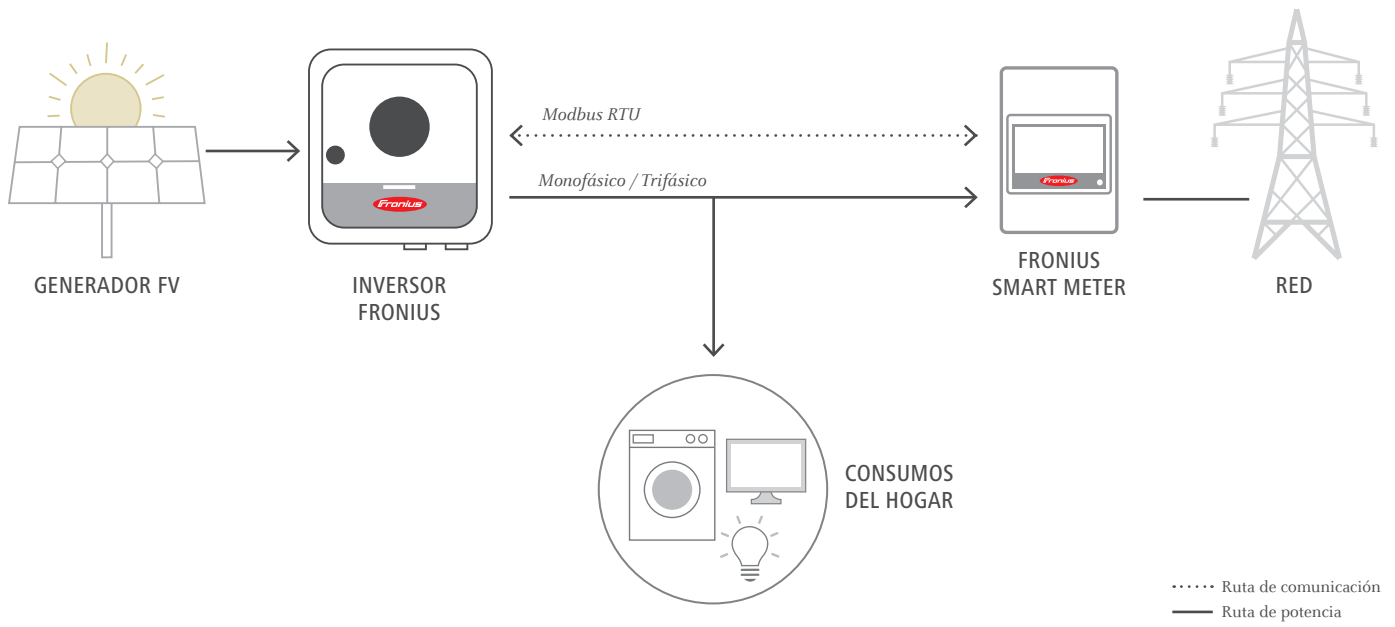 Modbus RTU
Monofásico / Trifásico
Fronius
Fronius
GENERADOR FV
INVERSOR
FRONIUS
FRONIUS
SMART METER
RED
CONSUMOS
DEL HOGAR
Ruta de comunicación
Ruta de potencia